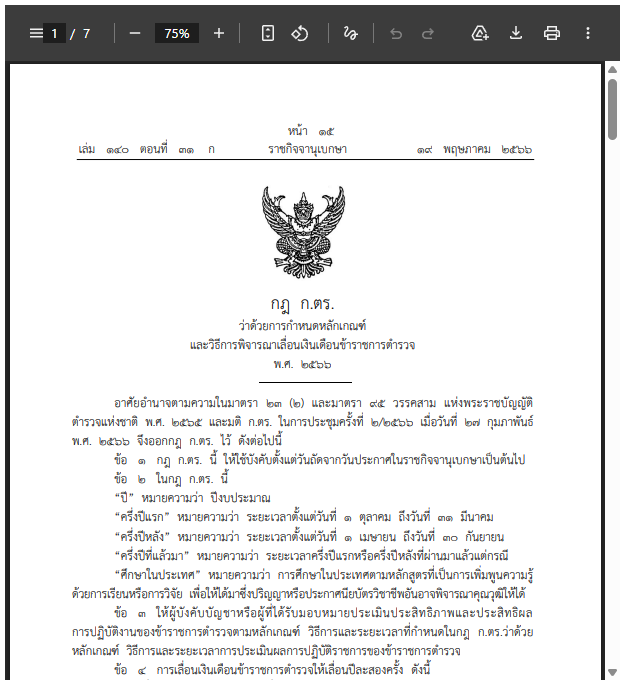 1 / 7
75%
หน้า ๑๕
เล่ม ๑๔๐ ตอนที่ ๓๑ ก ราชกิจจานุเบกษา ๑๙ พฤษภาคม ๒๕๖๖
กฎ ก.ตร.
ว่าด้วยการกำหนดหลักเกณฑ์
และวิธีการพิจารณาเลื่อนเงินเดือนข้าราชการตำรวจ
พ.ศ. ๒๕๖๖
อาศัยอำนาจตามความในมาตรา ๒๓ (๒) และมาตรา ๙๕ วรรคสาม แห่งพระราชบัญญัติ
ตำรวจแห่งชาติ พ.ศ. ๒๕๖๕ และมติ ก.ตร. ในการประชุมครั้งที่ ๒/๒๕๖๖ เมื่อวันที่ ๒๗ กุมภาพันธ์
พ.ศ. ๒๕๖๖ จึงออกกฎ ก.ตร. ไว้ ดังต่อไปนี้
ข้อ ๑ กฎ ก.ตร. นี้ ให้ใช้บังคับตั้งแต่วันถัดจากวันประกาศในราชกิจจานุเบกษาเป็นต้นไป
ข้อ ๒ ในกฎ ก.ตร. นี้
“ปี” หมายความว่า ปีงบประมาณ
“ครึ่งปีแรก” หมายความว่า ระยะเวลาตั้งแต่วันที่ ๑ ตุลาคม ถึงวันที่ ๓๑ มีนาคม
“ครึ่งปีหลัง” หมายความว่า ระยะเวลาตั้งแต่วันที่ ๑ เมษายน ถึงวันที่ ๓๐ กันยายน
“ครึ่งปีที่แล้วมา” หมายความว่า ระยะเวลาครึ่งปีแรกหรือครึ่งปีหลังที่ผ่านมาแล้วแต่กรณี
“ศึกษาในประเทศ” หมายความว่า การศึกษาในประเทศตามหลักสูตรที่เป็นการเพิ่มพูนความรู้
ด้วยการเรียนหรือการวิจัย เพื่อให้ได้มาซึ่งปริญญาหรือประกาศนียบัตรวิชาชีพอันอาจพิจารณาคุณวุฒิให้ได้
ข้อ ๓ ให้ผู้บังคับบัญชาหรือผู้ที่ได้รับมอบหมายประเมินประสิทธิภาพและประสิทธิผล
การปฏิบัติงานของข้าราชการตำรวจตามหลักเกณฑ์ วิธีการและระยะเวลาที่กำหนดในกฎ ก.ตร.ว่าด้วย
หลักเกณฑ์ วิธีการและระยะเวลาการประเมินผลการปฏิบัติราชการของข้าราชการตำรวจ
ข้อ ๔ การเลื่อนเงินเดือนข้าราชการตำรวจให้เลื่อนปีละสองครั้ง ดังนี้